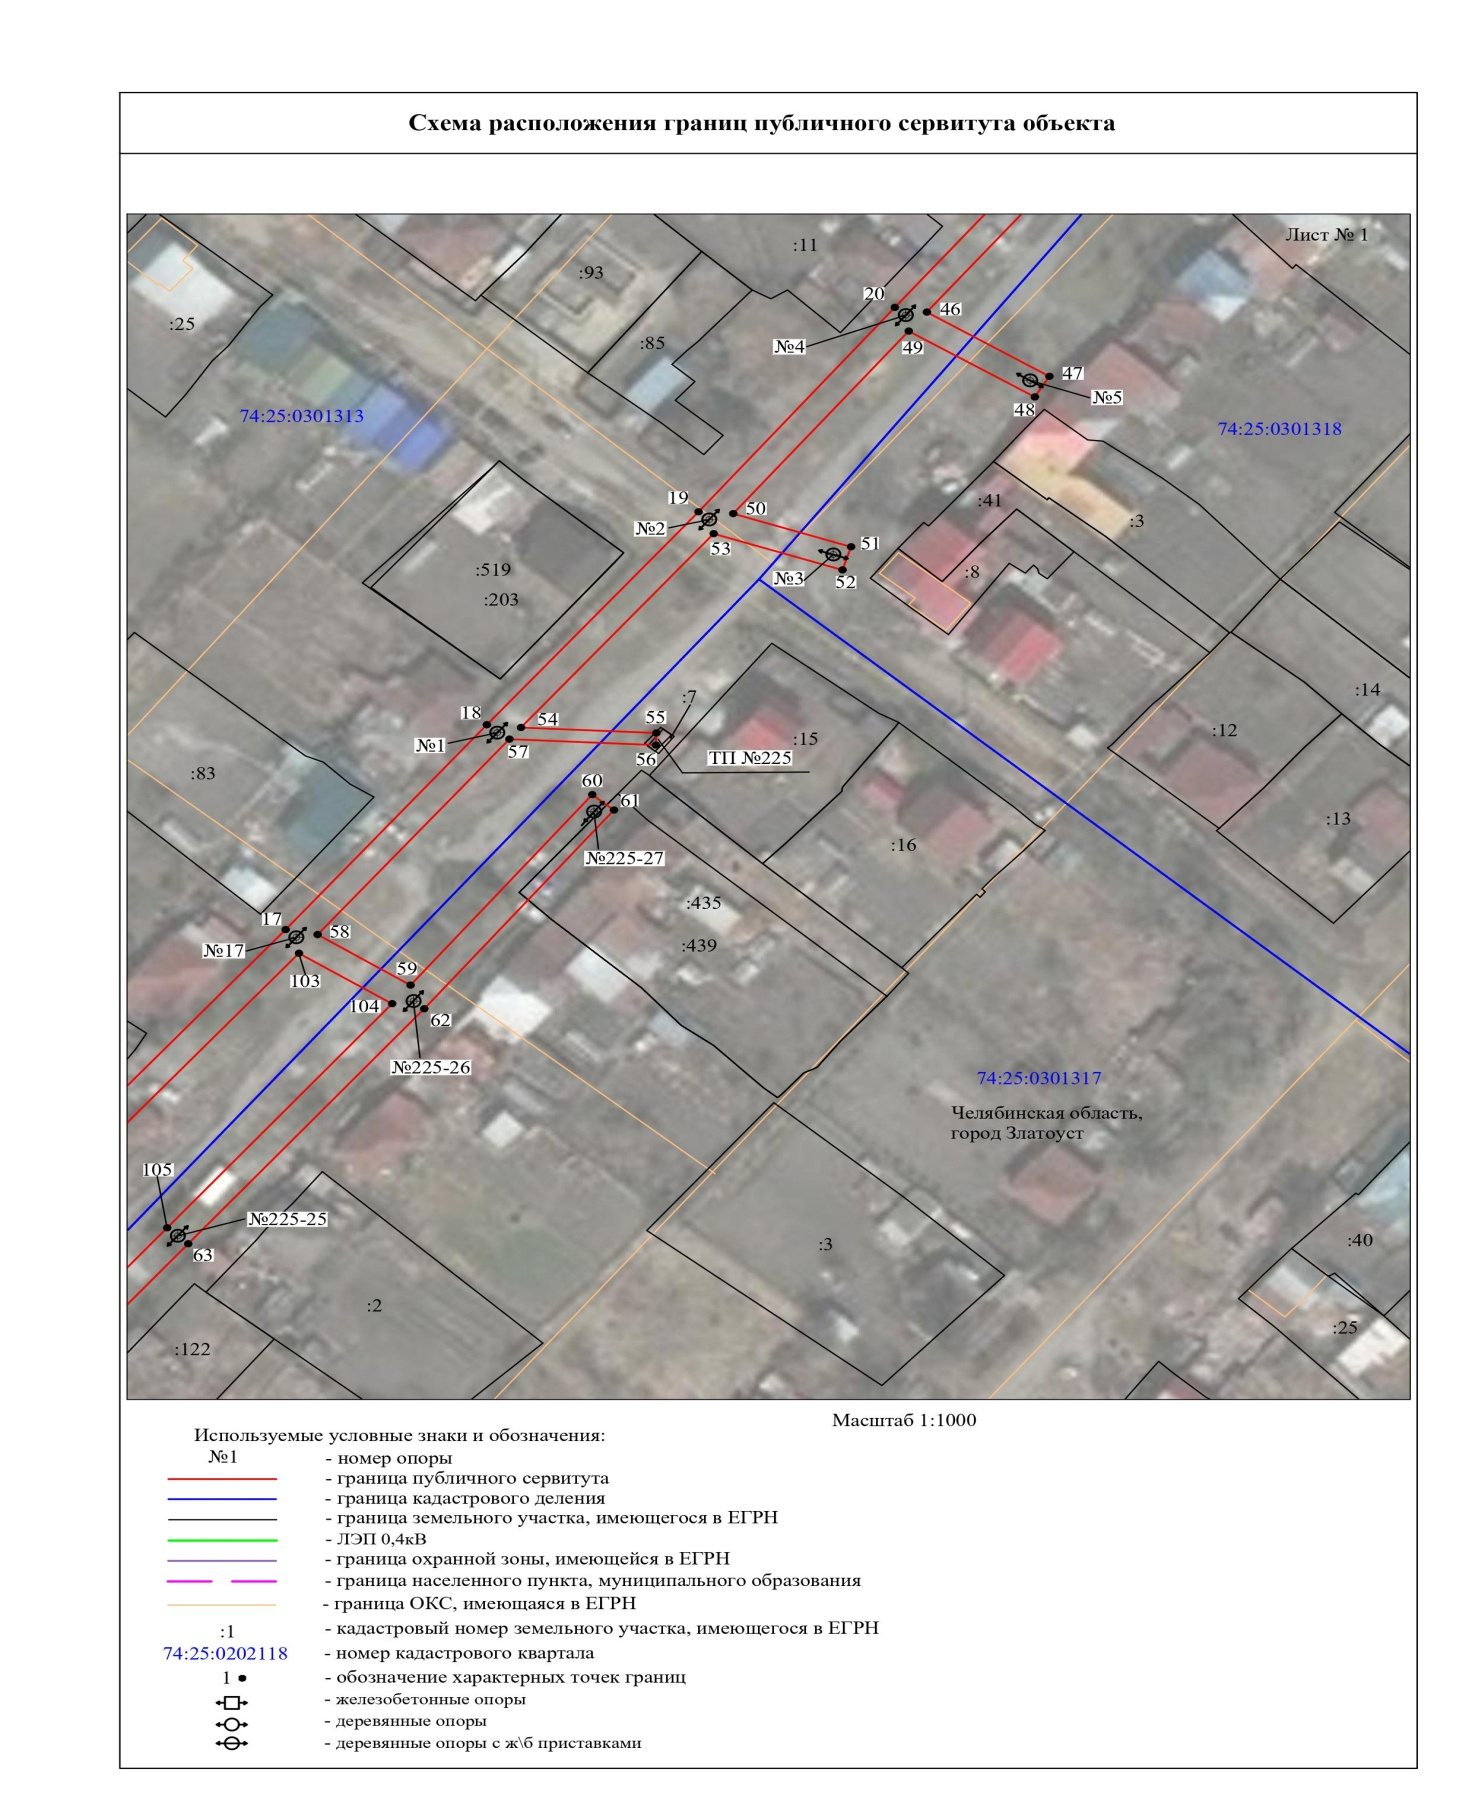 Схема расположения границ публичного сервитута объекта
Лист № 1
:11
:93
:25
:85
20
46
№4
49
47
№5
48
74:25:0301313
74:25:0301318
:41
:3
19
50
№2
53
51
№3
52
:8
:519
:203
:7
18
54
55
№1
57
56
ТП №225
:15
:14
:12
:83
60
61
:13
№225-27
:16
:435
17
58
№17
:439
59
103
104
62
№225-26
74:25:0301317
Челябинская область,
город Златоуст
105
№225-25
63
:3
:40
:2
:25
:122
Масштаб 1:1000
Используемые условные знаки и обозначения:
№1 - номер опоры
- граница публичного сервитута
- граница кадастрового деления
- граница земельного участка, имеющегося в ЕГРН
- ЛЭП 0,4кВ
- граница охранной зоны, имеющейся в ЕГРН
- граница населенного пункта, муниципального образования
- граница ОКС, имеющаяся в ЕГРН
:1 - кадастровый номер земельного участка, имеющегося в ЕГРН
74:25:0202118 - номер кадастрового квартала
1 - обозначение характерных точек границ
- железобетонные опоры
- деревянные опоры
- деревянные опоры с ж\б приставками